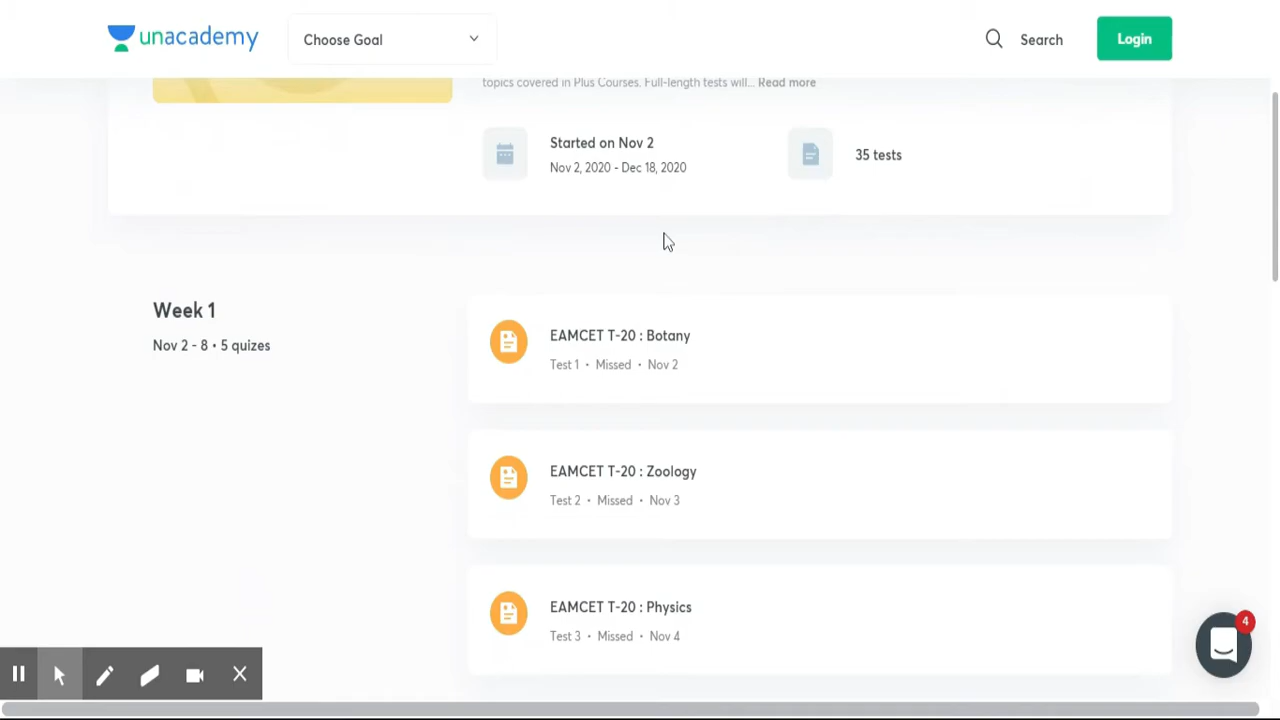 unacademy
Choose Goal
Search
Login
topics covered in Plus Courses. Full-length tests will... Read more
Started on Nov 2
Nov 2, 2020 - Dec 18, 2020
35 tests
Week 1
Nov 2 - 8 • 5 quizes
EAMCET T-20 : Botany
Test 1 • Missed • Nov 2
EAMCET T-20 : Zoology
Test 2 • Missed • Nov 3
EAMCET T-20 : Physics
Test 3 • Missed • Nov 4
4